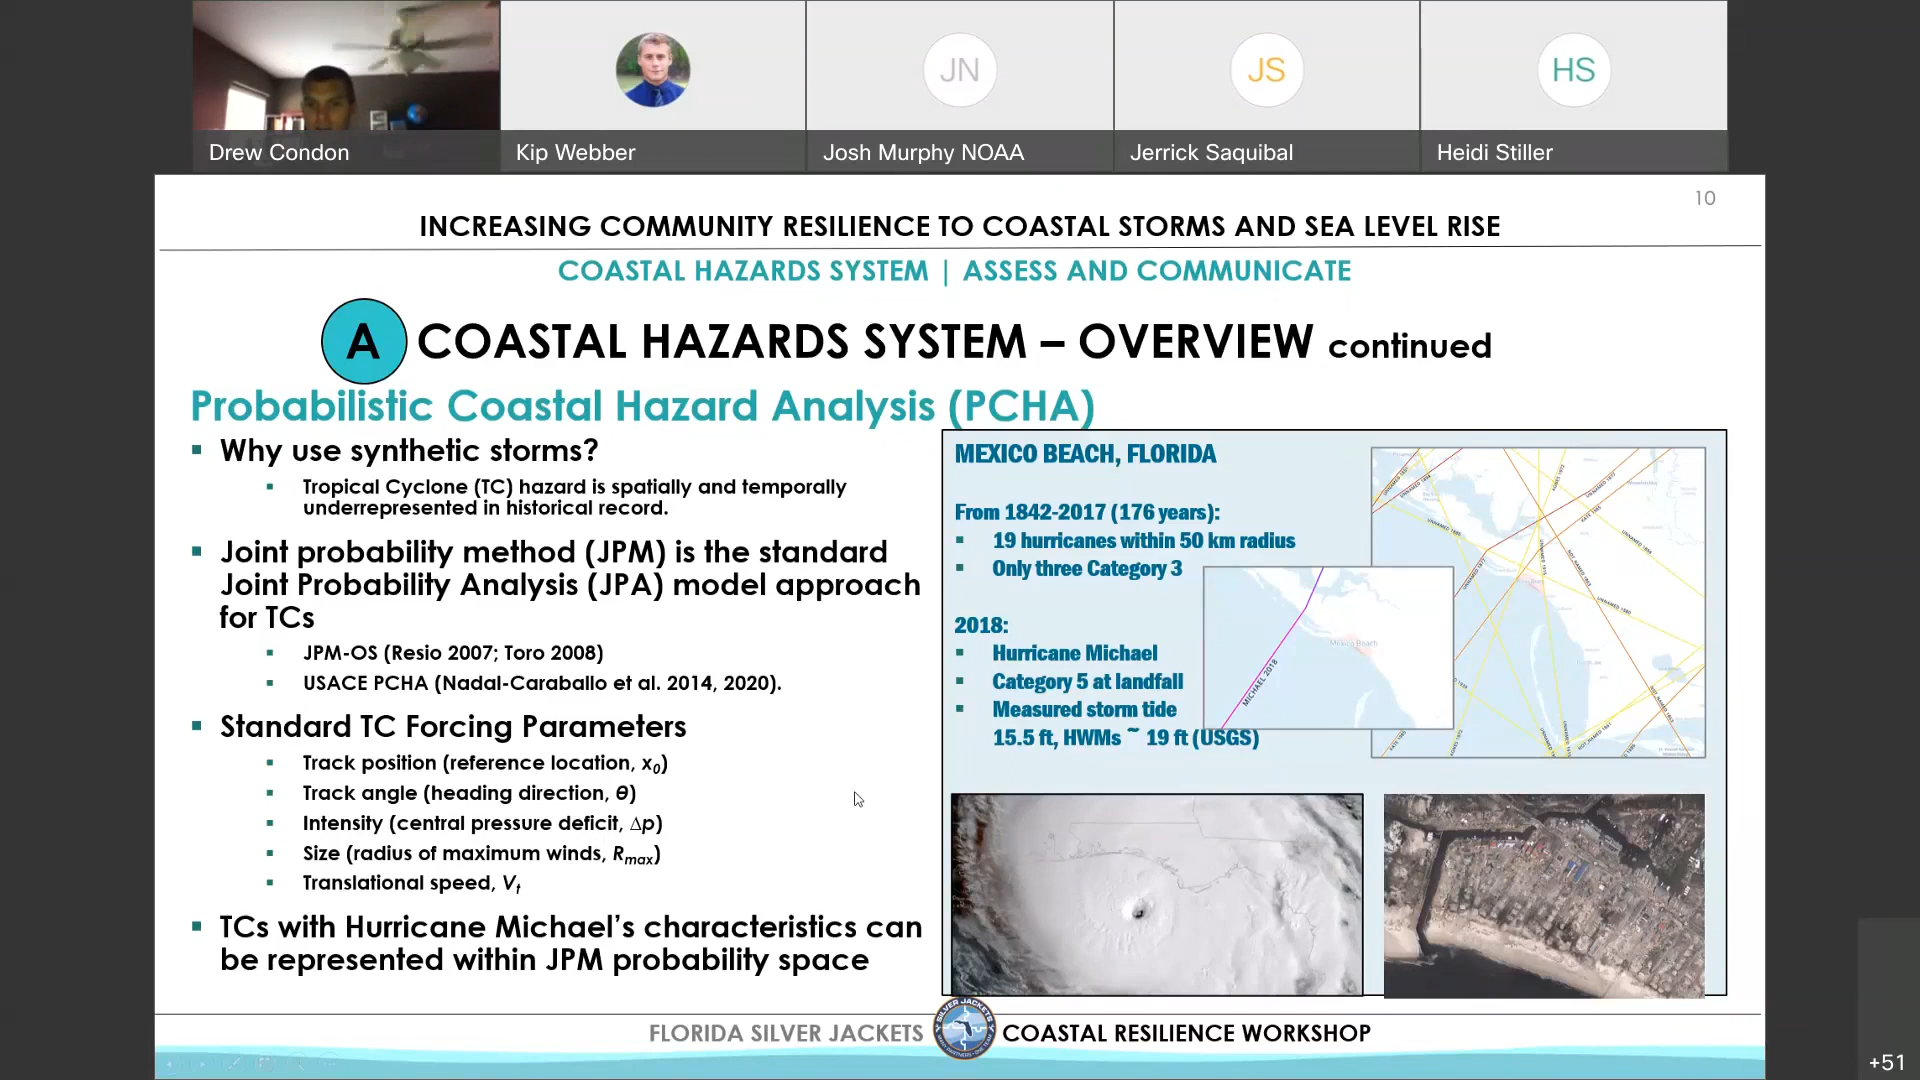 JN
JS
HS
Drew Condon
Kip Webber
Josh Murphy NOAA
Jerrick Saquibal
Heidi Stiller
10
INCREASING COMMUNITY RESILIENCE TO COASTAL STORMS AND SEA LEVEL RISE
COASTAL HAZARDS SYSTEM | ASSESS AND COMMUNICATE
A COASTAL HAZARDS SYSTEM – OVERVIEW continued
Probabilistic Coastal Hazard Analysis (PCHA)
▪ Why use synthetic storms?
▪ Tropical Cyclone (TC) hazard is spatially and temporally
underrepresented in historical record.
▪ Joint probability method (JPM) is the standard
Joint Probability Analysis (JPA) model approach
for TCs
▪ JPM-OS (Resio 2007; Toro 2008)
▪ USACE PCHA (Nadal-Caraballo et al. 2014, 2020).
▪ Standard TC Forcing Parameters
▪ Track position (reference location, x0)
▪ Track angle (heading direction, θ)
▪ Intensity (central pressure deficit, Δp)
▪ Size (radius of maximum winds, Rmax)
▪ Translational speed, Vt
▪ TCs with Hurricane Michael’s characteristics can
be represented within JPM probability space
MEXICO BEACH, FLORIDA
From 1842-2017 (176 years):
▪ 19 hurricanes within 50 km radius
▪ Only three Category 3
2018:
▪ Hurricane Michael
▪ Category 5 at landfall
▪ Measured storm tide
15.5 ft, HWMs ~ 19 ft (USGS)
Mexico Beach
MICHAEL 2018
FLORIDA SILVER JACKETS
SILVER JACKETS
COASTAL RESILIENCE WORKSHOP
+51